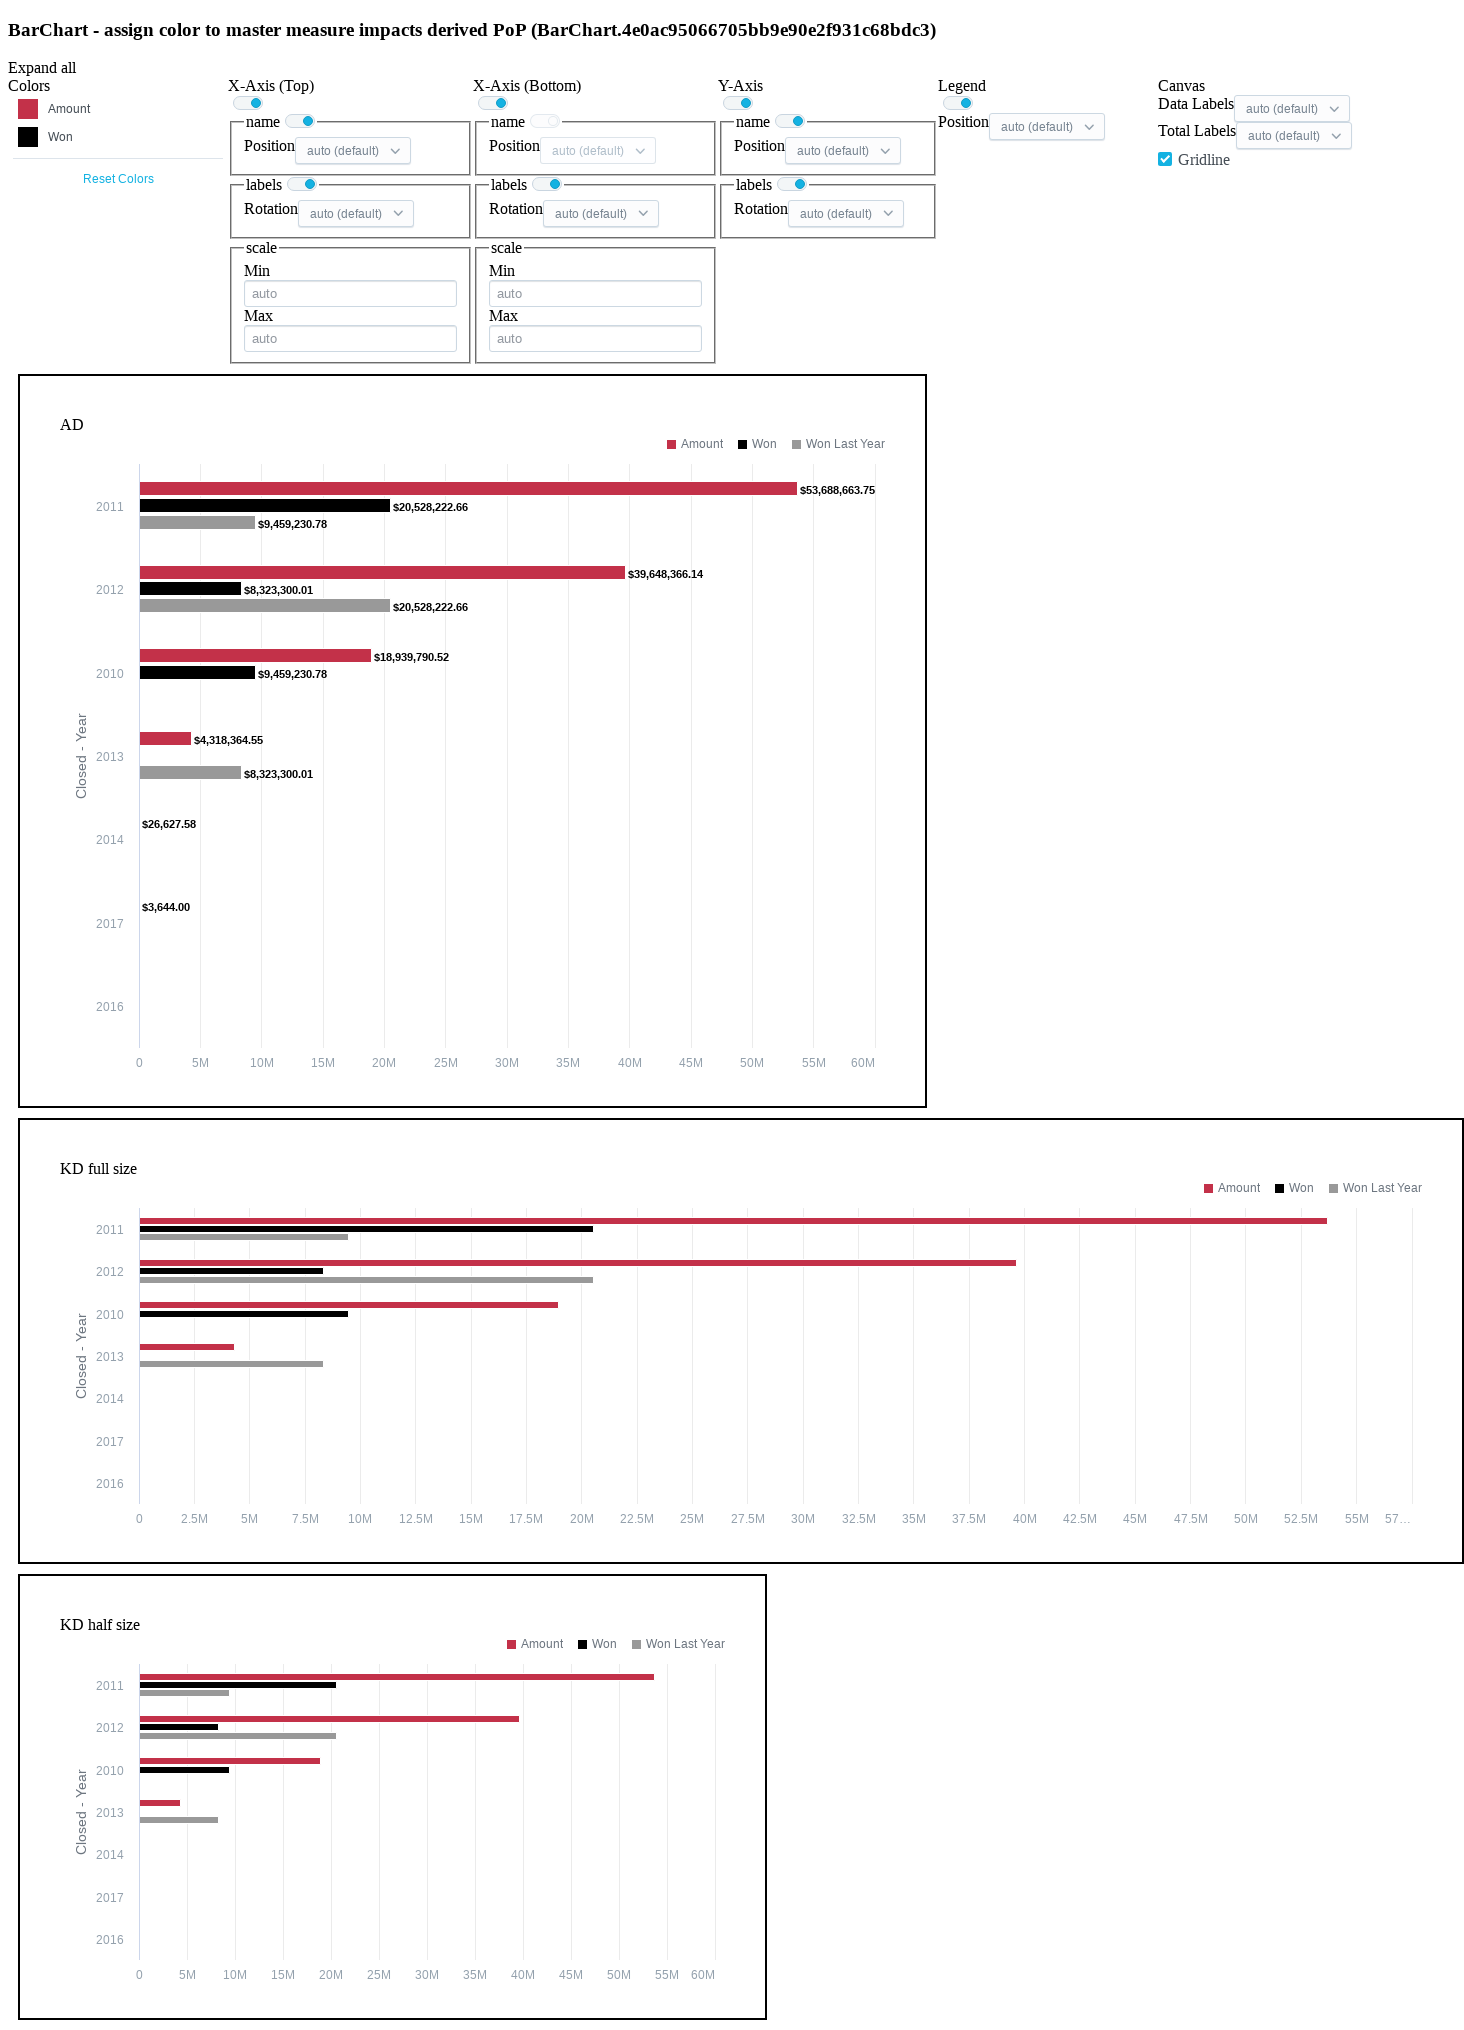 BarChart - assign color to master measure impacts derived PoP (BarChart.4e0ac95066705bb9e90e2f931c68bdc3)
Expand all
Colors
Amount
Won
Reset Colors
X-Axis (Top)
name
Position auto (default)
labels
Rotation auto (default)
scale
Min
auto
Max
auto
X-Axis (Bottom)
name
Position auto (default)
labels
Rotation auto (default)
scale
Min
auto
Max
auto
Y-Axis
name
Position auto (default)
labels
Rotation auto (default)
Legend
Position auto (default)
Canvas
Data Labels auto (default)
Total Labels auto (default)
Gridline
AD
Amount Won Won Last Year
Closed - Year
2011
$53,688,663.75
$20,528,222.66
$9,459,230.78
2012
$39,648,366.14
$8,323,300.01
$20,528,222.66
2010
$18,939,790.52
$9,459,230.78
2013
$4,318,364.55
$8,323,300.01
2014
$26,627.58
2017
$3,644.00
2016
0 5M 10M 15M 20M 25M 30M 35M 40M 45M 50M 55M 60M
KD full size
Amount Won Won Last Year
Closed - Year
2011
2012
2010
2013
2014
2017
2016
0 2.5M 5M 7.5M 10M 12.5M 15M 17.5M 20M 22.5M 25M 27.5M 30M 32.5M 35M 37.5M 40M 42.5M 45M 47.5M 50M 52.5M 55M 57…
KD half size
Amount Won Won Last Year
Closed - Year
2011
2012
2010
2013
2014
2017
2016
0 5M 10M 15M 20M 25M 30M 35M 40M 45M 50M 55M 60M